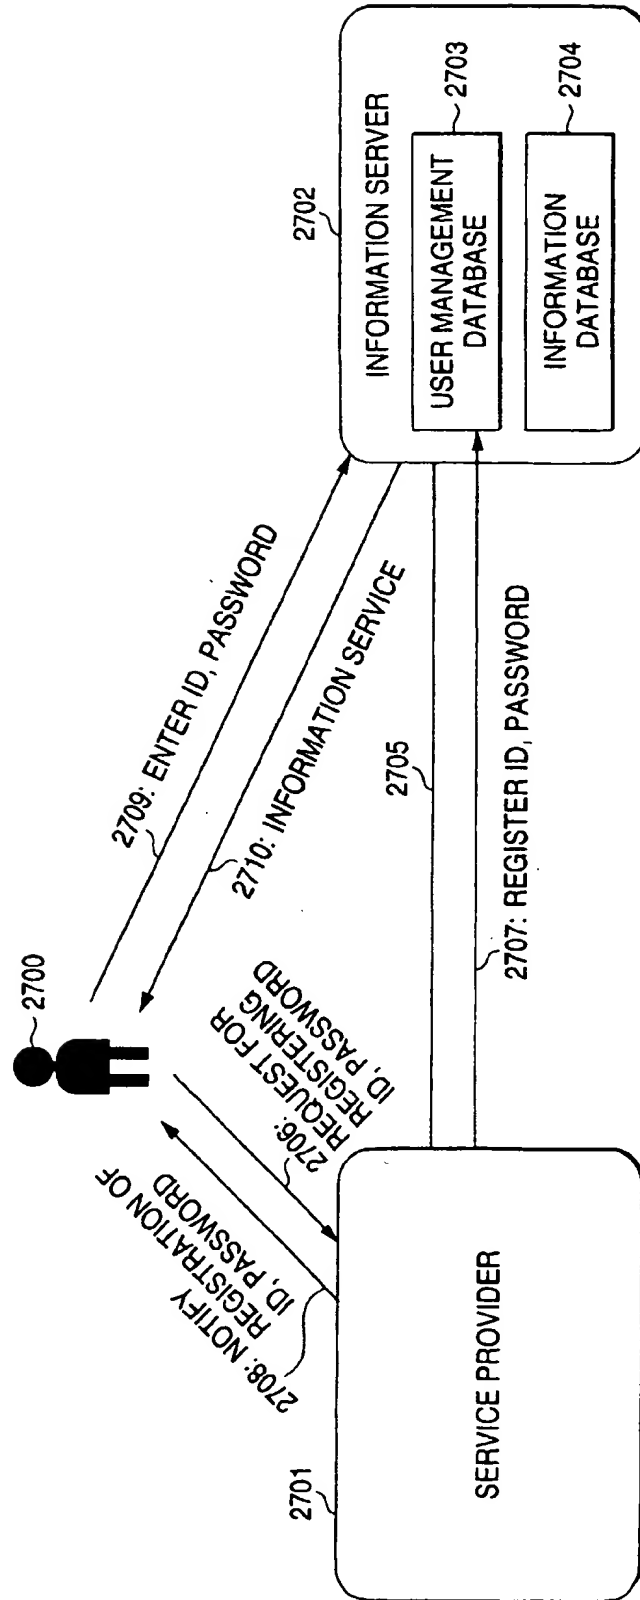 2700
2708: NOTIFY
REGISTRATION OF
ID, PASSWORD
2706:
REQUEST FOR
REGISTERING
ID, PASSWORD
2709: ENTER ID, PASSWORD
2710: INFORMATION SERVICE
2701
SERVICE PROVIDER
2705
2707: REGISTER ID, PASSWORD
2702
INFORMATION SERVER
USER MANAGEMENT
DATABASE
2703
INFORMATION
DATABASE
2704